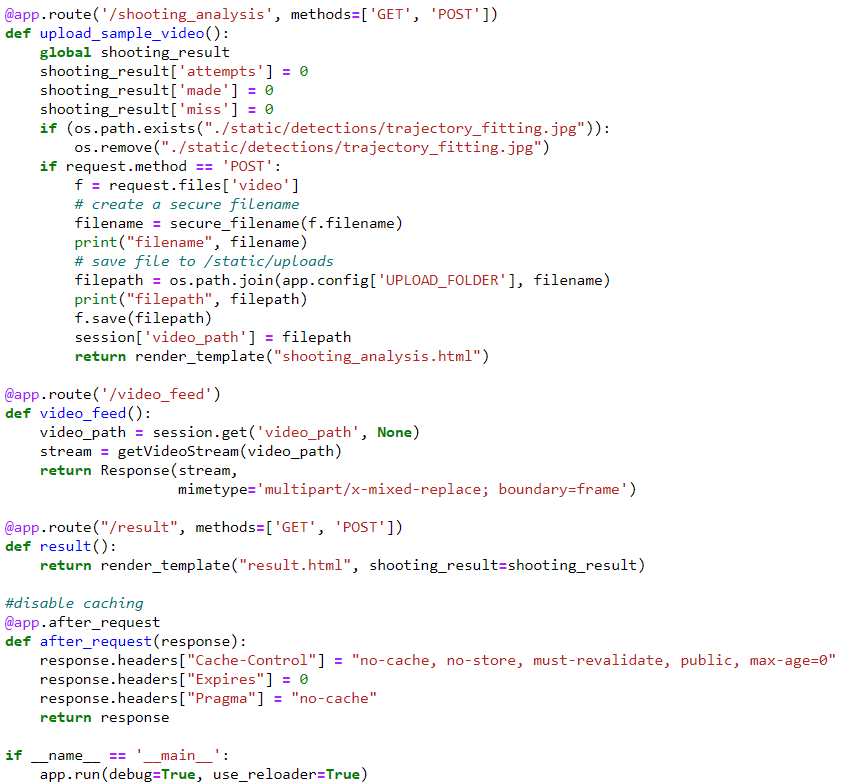 @app.route('/shooting_analysis', methods=['GET', 'POST'])
def upload_sample_video():
    global shooting_result
    shooting_result['attempts'] = 0
    shooting_result['made'] = 0
    shooting_result['miss'] = 0
    if (os.path.exists("./static/detections/trajectory_fitting.jpg")):
        os.remove("./static/detections/trajectory_fitting.jpg")
    if request.method == 'POST':
        f = request.files['video']
        # create a secure filename
        filename = secure_filename(f.filename)
        print("filename", filename)
        # save file to /static/uploads
        filepath = os.path.join(app.config['UPLOAD_FOLDER'], filename)
        print("filepath", filepath)
        f.save(filepath)
        session['video_path'] = filepath
        return render_template("shooting_analysis.html")

@app.route('/video_feed')
def video_feed():
    video_path = session.get('video_path', None)
    stream = getVideoStream(video_path)
    return Response(stream,
                    mimetype='multipart/x-mixed-replace; boundary=frame')

@app.route("/result", methods=['GET', 'POST'])
def result():
    return render_template("result.html", shooting_result=shooting_result)

#disable caching
@app.after_request
def after_request(response):
    response.headers["Cache-Control"] = "no-cache, no-store, must-revalidate, public, max-age=0"
    response.headers["Expires"] = 0
    response.headers["Pragma"] = "no-cache"
    return response

if __name__ == '__main__':
    app.run(debug=True, use_reloader=True)